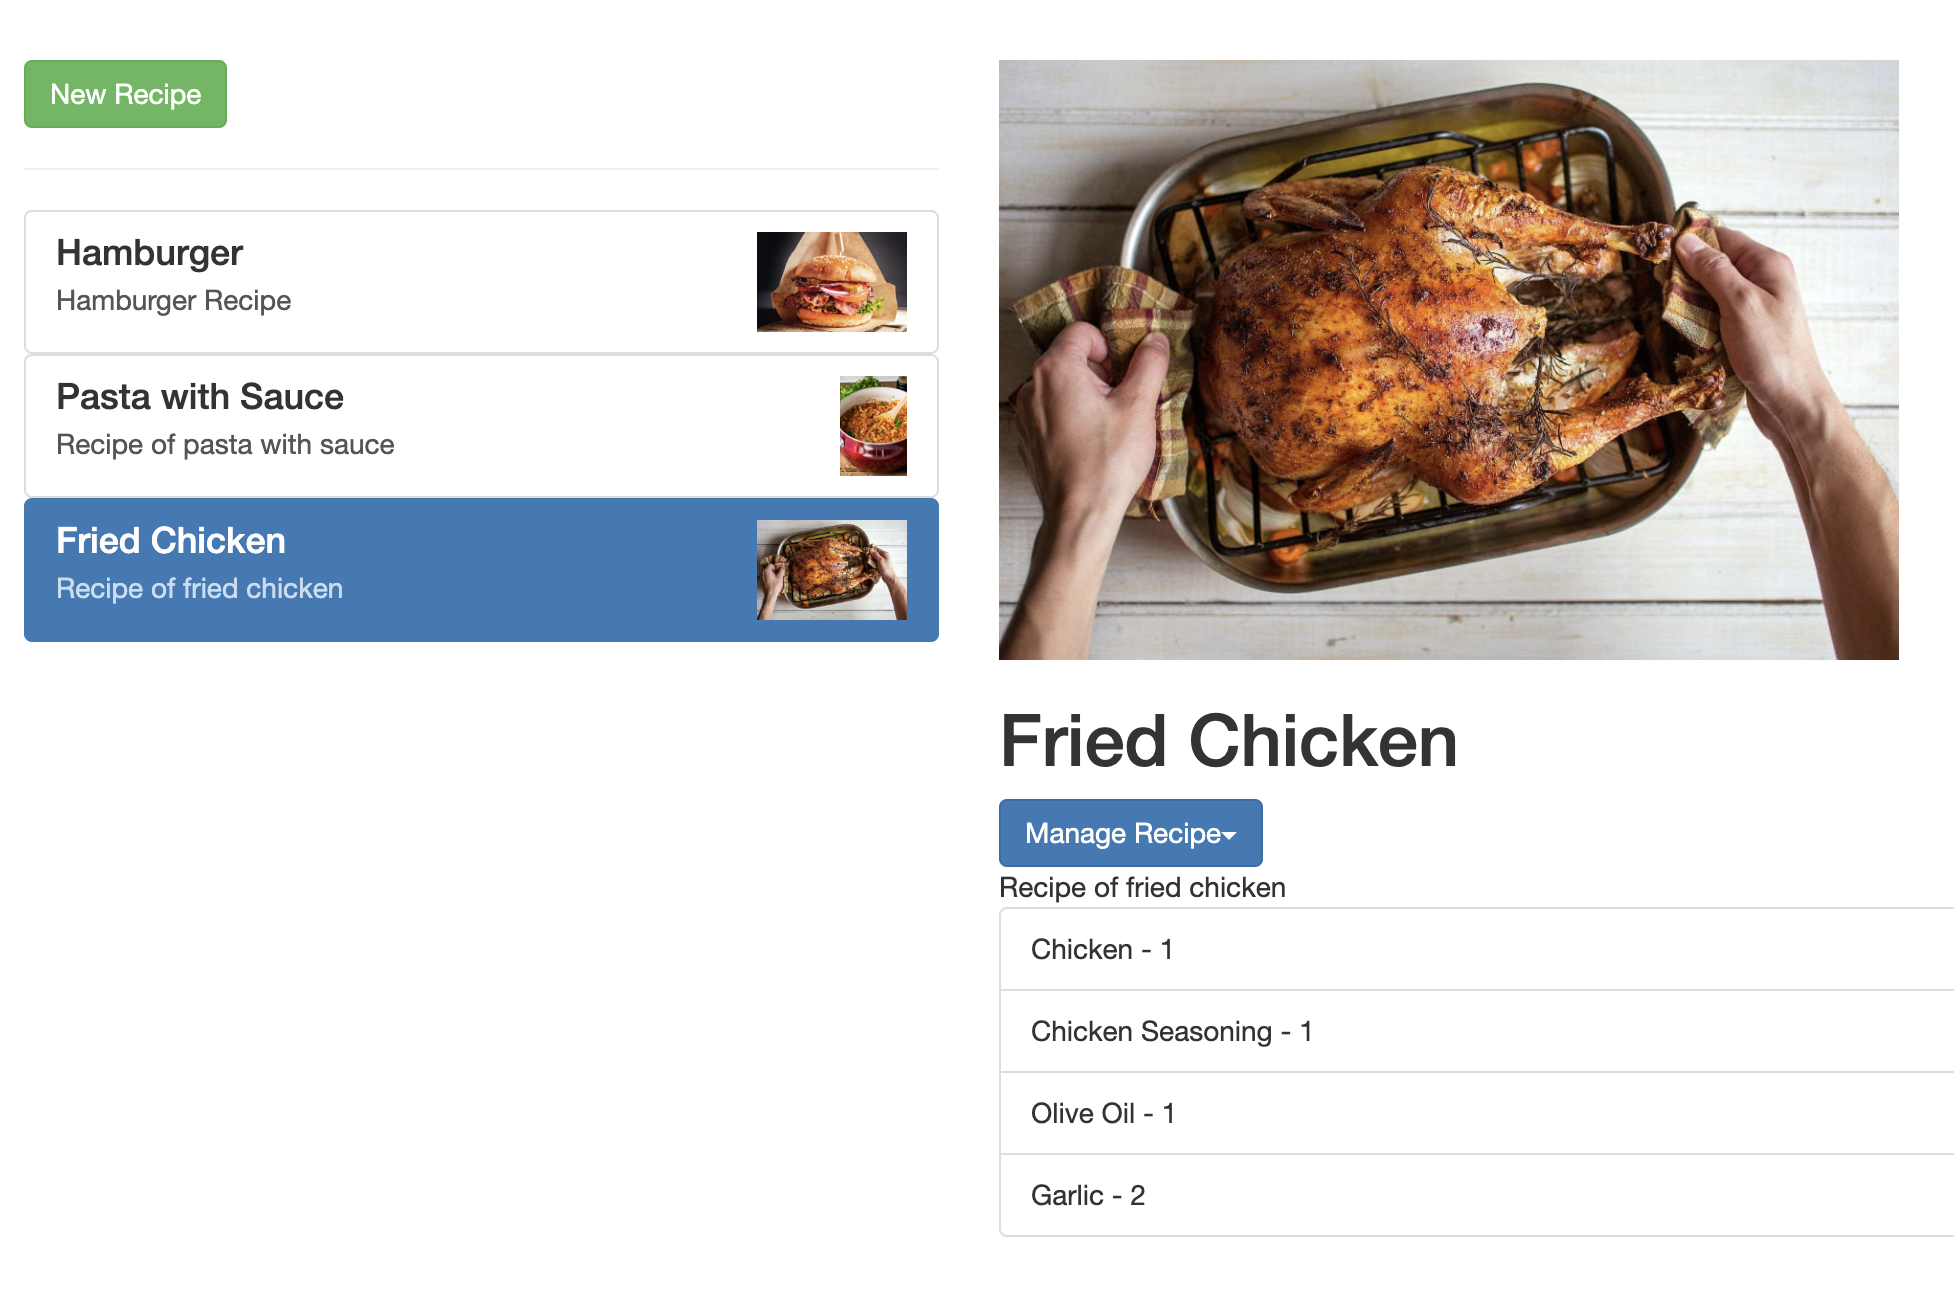 New Recipe
Hamburger
Hamburger Recipe
Pasta with Sauce
Recipe of pasta with sauce
Fried Chicken
Recipe of fried chicken
Fried Chicken
Manage Recipe
Recipe of fried chicken
Chicken - 1
Chicken Seasoning - 1
Olive Oil - 1
Garlic - 2